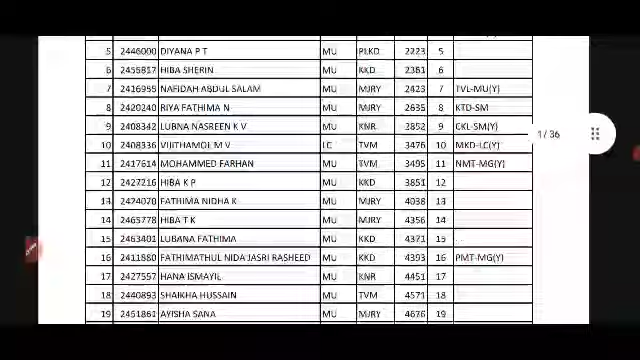 5 2446000 DIYANA P T MU PLKD 2223 5
6 2455817 HIBA SHERIN MU KKD 2361 6
7 2416955 NAFIDAH ABDUL SALAM MU MJRY 2423 7 TVL-MU(Y)
8 2420240 RIYA FATHIMA N MU MJRY 2635 8 KTD-SM
9 2408342 LUBNA NASREEN K V MU KNR 2852 9 CKL-SM(Y)
10 2408336 VIJITHAMOL M V LC TVM 3476 10 MKD-LC(Y)
11 2417614 MOHAMMED FARHAN MU TVM 3495 11 NMT-MG(Y)
12 2427216 HIBA K P MU KKD 3851 12
13 2424070 FATHIMA NIDHA K MU MJRY 4038 13
14 2465778 HIBA T K MU MJRY 4356 14
15 2463401 LUBANA FATHIMA MU KKD 4371 15
16 2411980 FATHIMATHUL NIDA JASRI RASHEED MU KKD 4393 16 PMT-MG(Y)
17 2427557 HANA ISMAYIL MU KNR 4451 17
18 2440893 SHAIKHA HUSSAIN MU TVM 4571 18
19 2451861 AYISHA SANA MU MJRY 4676 19
1/36